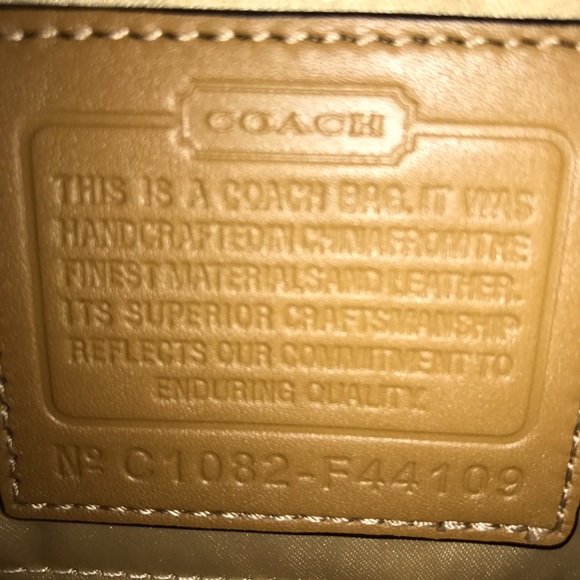 COACH
THIS IS A COACH BAG. IT WAS
HANDCRAFTED IN CHINA FROM THE
FINEST MATERIALS AND LEATHER.
ITS SUPERIOR CRAFTSMANSHIP
REFLECTS OUR COMMITMENT TO
ENDURING QUALITY.
Nº C1082-F44109